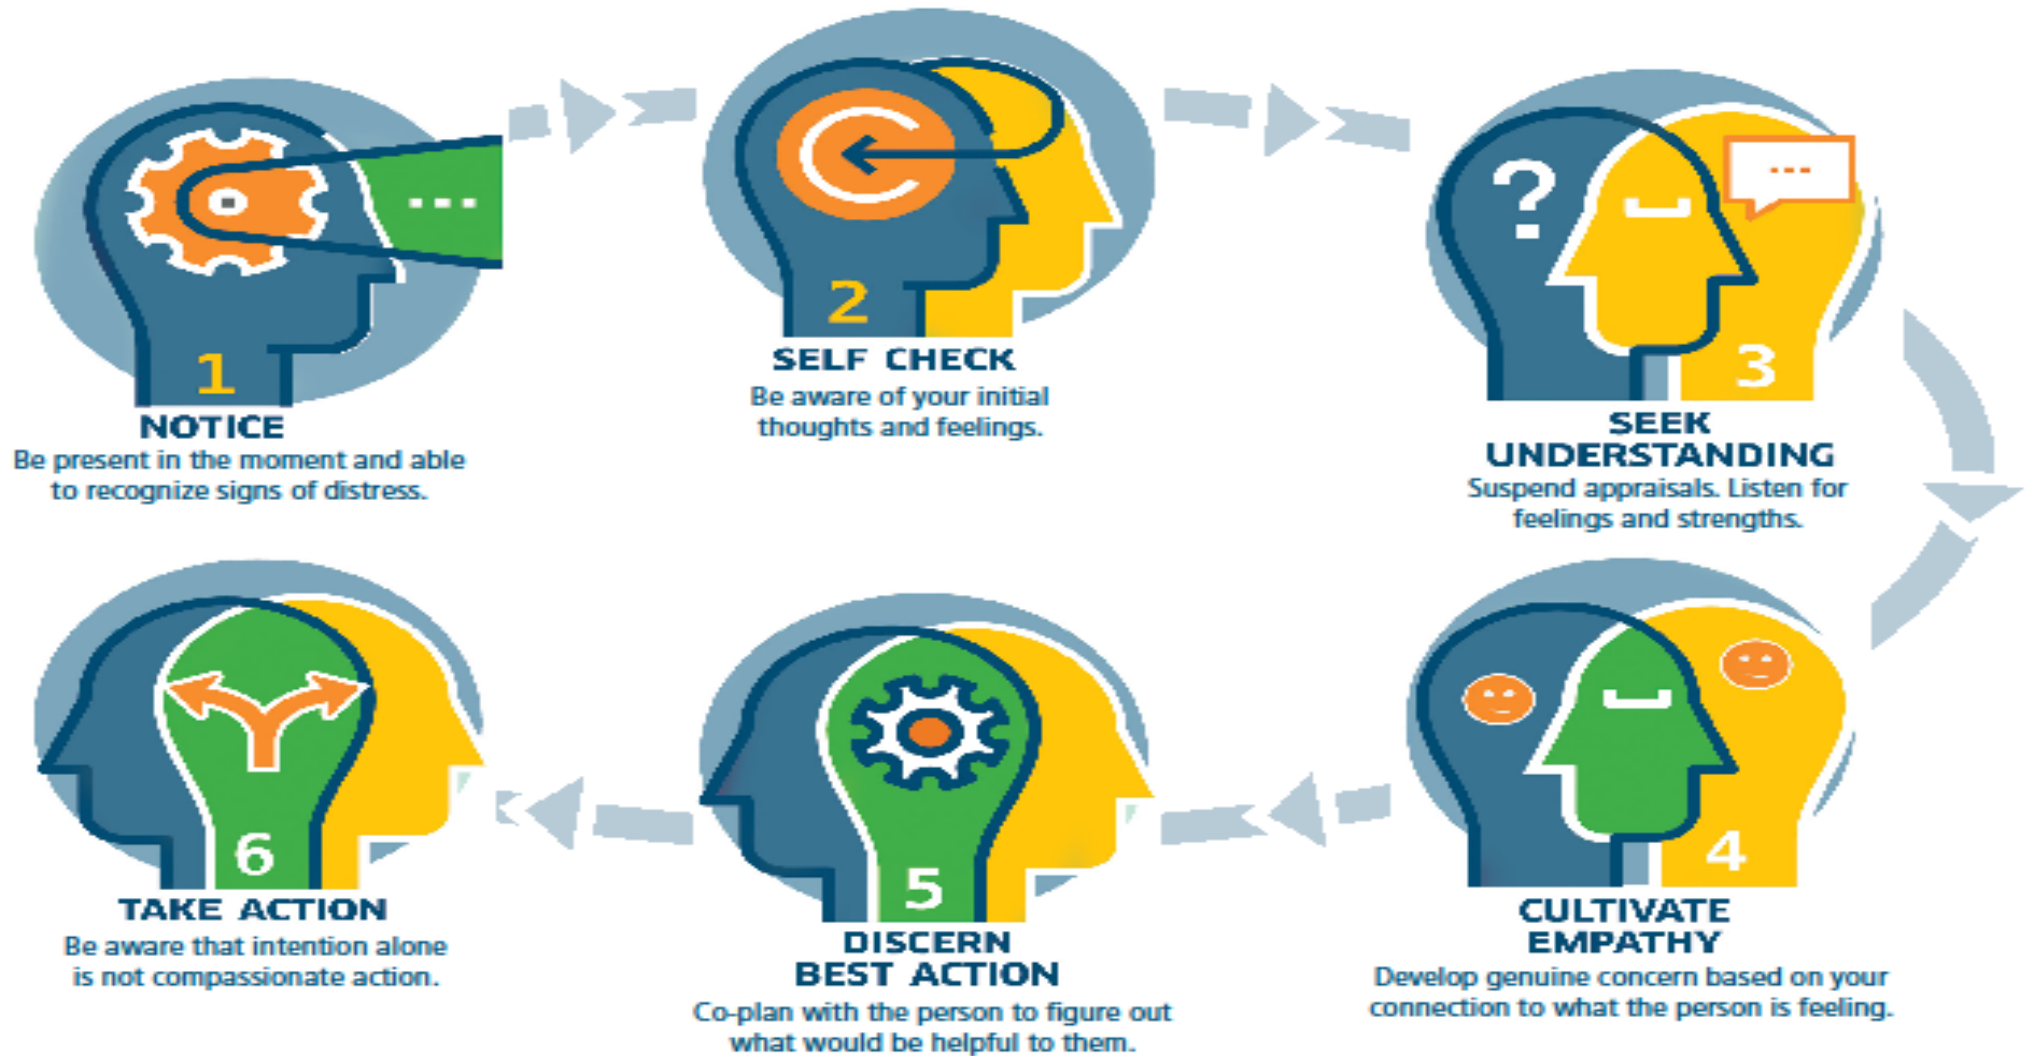 1
NOTICE
Be present in the moment and able
to recognize signs of distress.
2
SELF CHECK
Be aware of your initial
thoughts and feelings.
?
3
SEEK
UNDERSTANDING
Suspend appraisals. Listen for
feelings and strengths.
4
CULTIVATE
EMPATHY
Develop genuine concern based on your
connection to what the person is feeling.
5
DISCERN
BEST ACTION
Co-plan with the person to figure out
what would be helpful to them.
6
TAKE ACTION
Be aware that intention alone
is not compassionate action.